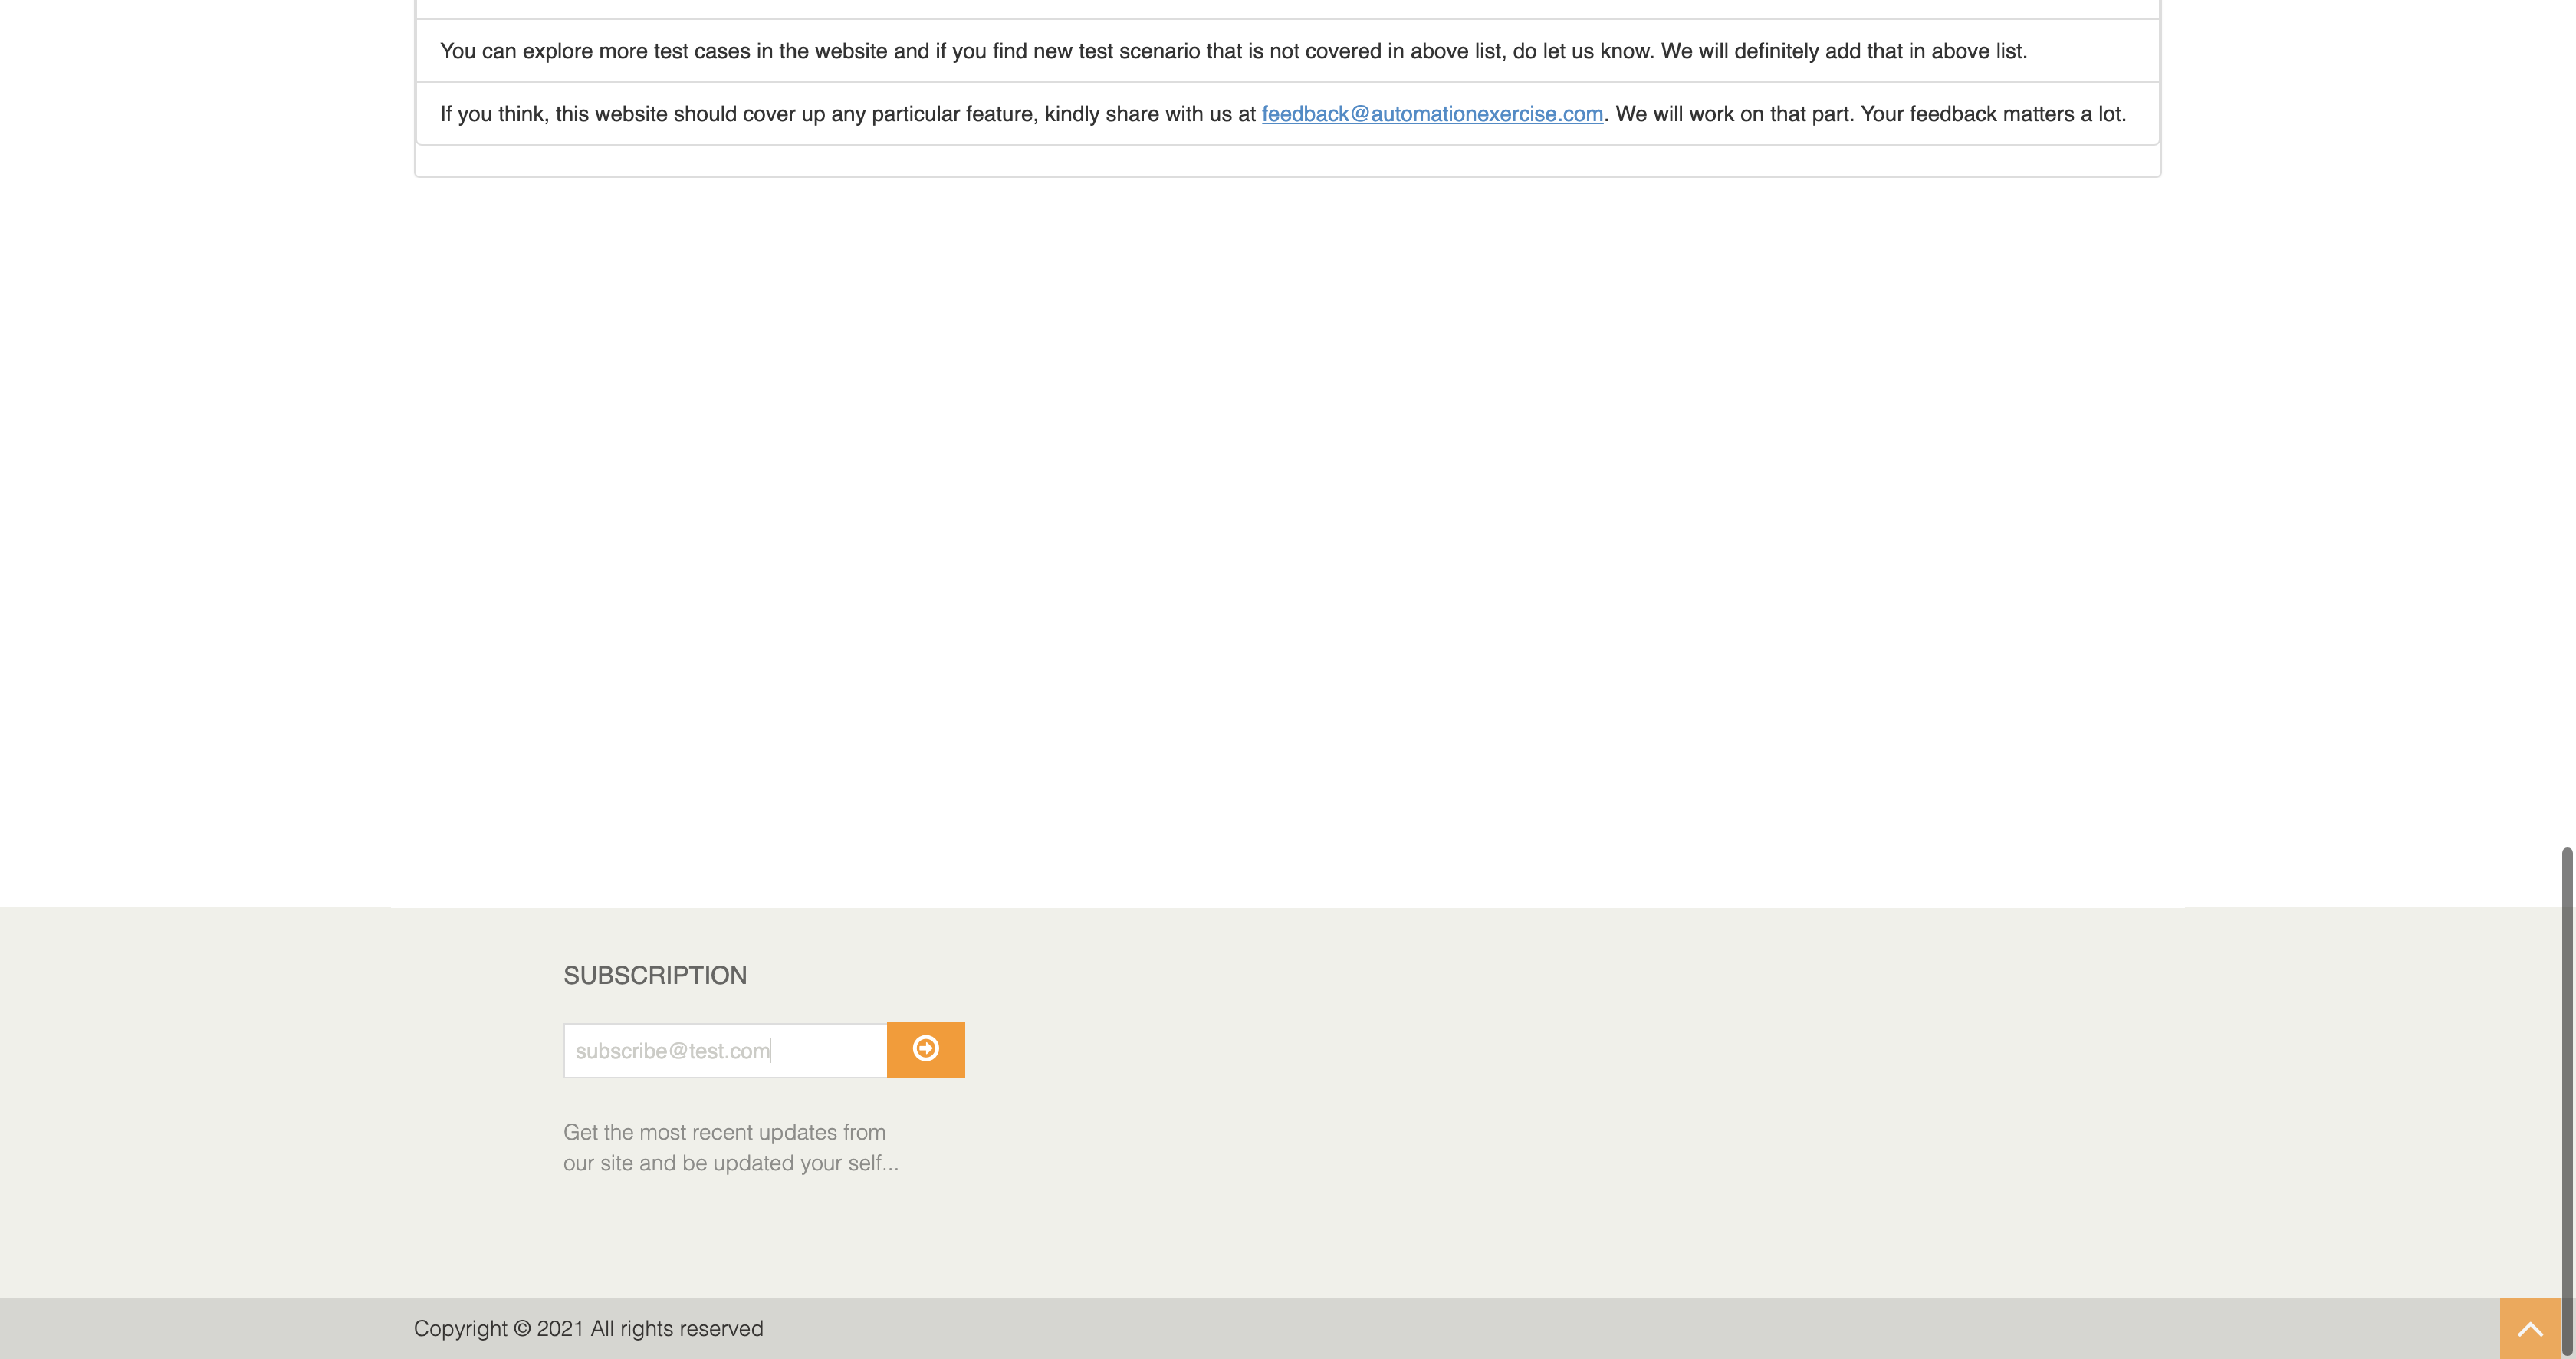 You can explore more test cases in the website and if you find new test scenario that is not covered in above list, do let us know. We will definitely add that in above list.
If you think, this website should cover up any particular feature, kindly share with us at feedback@automationexercise.com. We will work on that part. Your feedback matters a lot.
SUBSCRIPTION
subscribe@test.com
Get the most recent updates from
our site and be updated your self...
Copyright © 2021 All rights reserved